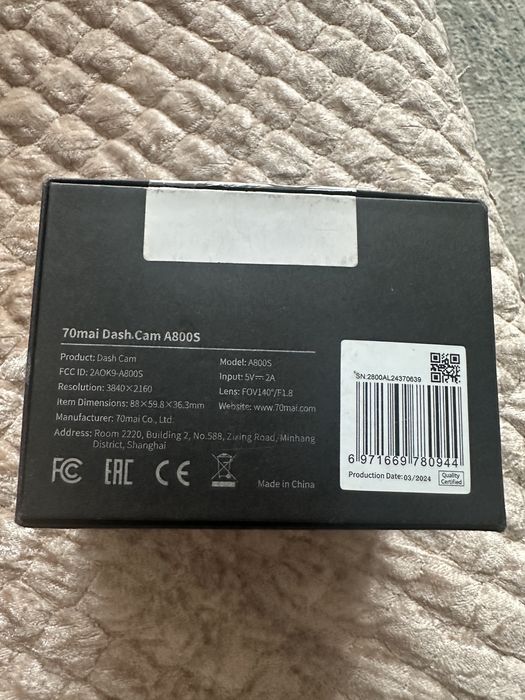 70mai Dash Cam A800S
Product: Dash Cam
FCC ID: 2AOK9-A800S
Resolution: 3840×2160
Item Dimensions: 88×59.8×36.3mm
Manufacturer: 70mai Co., Ltd.
Address: Room 2220, Building 2, No.588, Zixing Road, Minhang
District, Shanghai
Model: A800S
Input: 5V⎓2A
Lens: FOV140°/F1.8
Website: www.70mai.com
FC EAC CE
Made in China
SN:2800AL24370639
6 971669 780944
Production Date: 03/2024
Quality
Certified